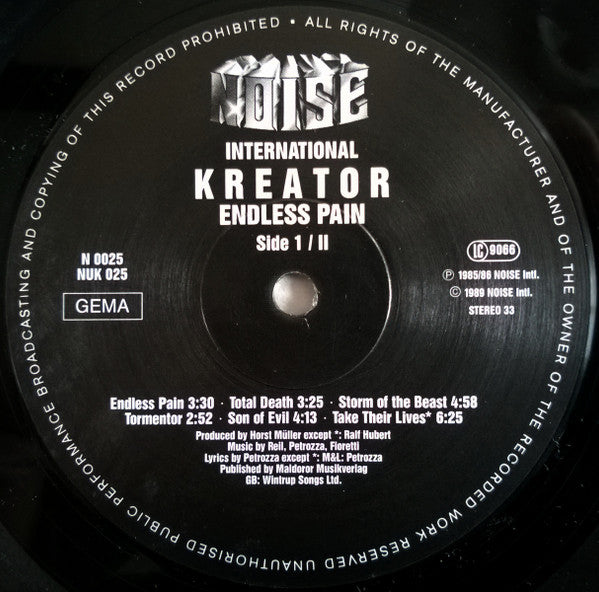 ALL RIGHTS OF THE MANUFACTURER AND OF THE OWNER OF THE RECORDED WORK RESERVED UNAUTHORISED PUBLIC PERFORMANCE BROADCASTING AND COPYING OF THIS RECORD PROHIBITED •
NOISE
INTERNATIONAL
KREATOR
ENDLESS PAIN
Side 1 / II
N 0025
NUK 025
GEMA
LC 9066
Ⓟ 1985/86 NOISE Intl.
© 1989 NOISE Intl.
STEREO 33
Endless Pain 3:30 · Total Death 3:25 · Storm of the Beast 4:58
Tormentor 2:52 · Son of Evil 4:13 · Take Their Lives* 6:25
Produced by Horst Müller except *: Ralf Hubert
Music by Reil, Petrozza, Fioretti
Lyrics by Petrozza except *: M&L: Petrozza
Published by Maldoror Musikverlag
GB: Wintrup Songs Ltd.